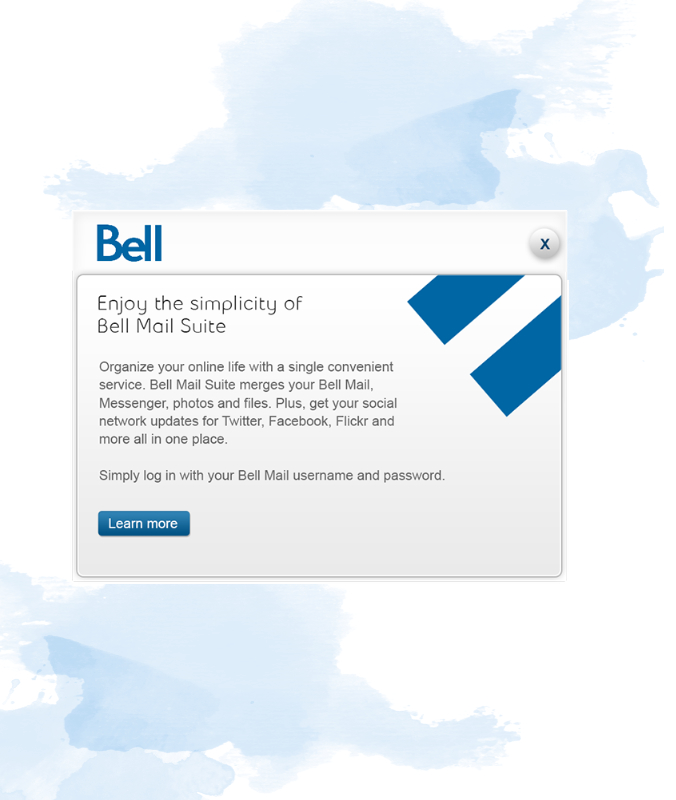 Bell
X
Enjoy the simplicity of
Bell Mail Suite
Organize your online life with a single convenient
service. Bell Mail Suite merges your Bell Mail,
Messenger, photos and files. Plus, get your social
network updates for Twitter, Facebook, Flickr and
more all in one place.
Simply log in with your Bell Mail username and password.
Learn more